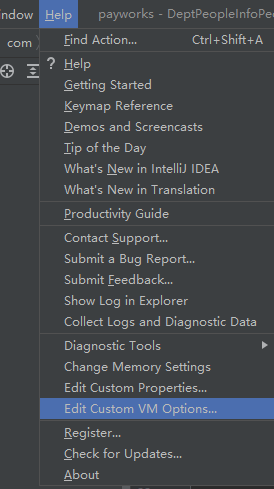 indow Help payworks - DeptPeopleInfoPe
com
Find Action... Ctrl+Shift+A
? Help
Getting Started
Keymap Reference
Demos and Screencasts
Tip of the Day
What's New in IntelliJ IDEA
What's New in Translation
Productivity Guide
Contact Support...
Submit a Bug Report...
Submit Feedback...
Show Log in Explorer
Collect Logs and Diagnostic Data
Diagnostic Tools
Change Memory Settings
Edit Custom Properties...
Edit Custom VM Options...
Register...
Check for Updates...
About